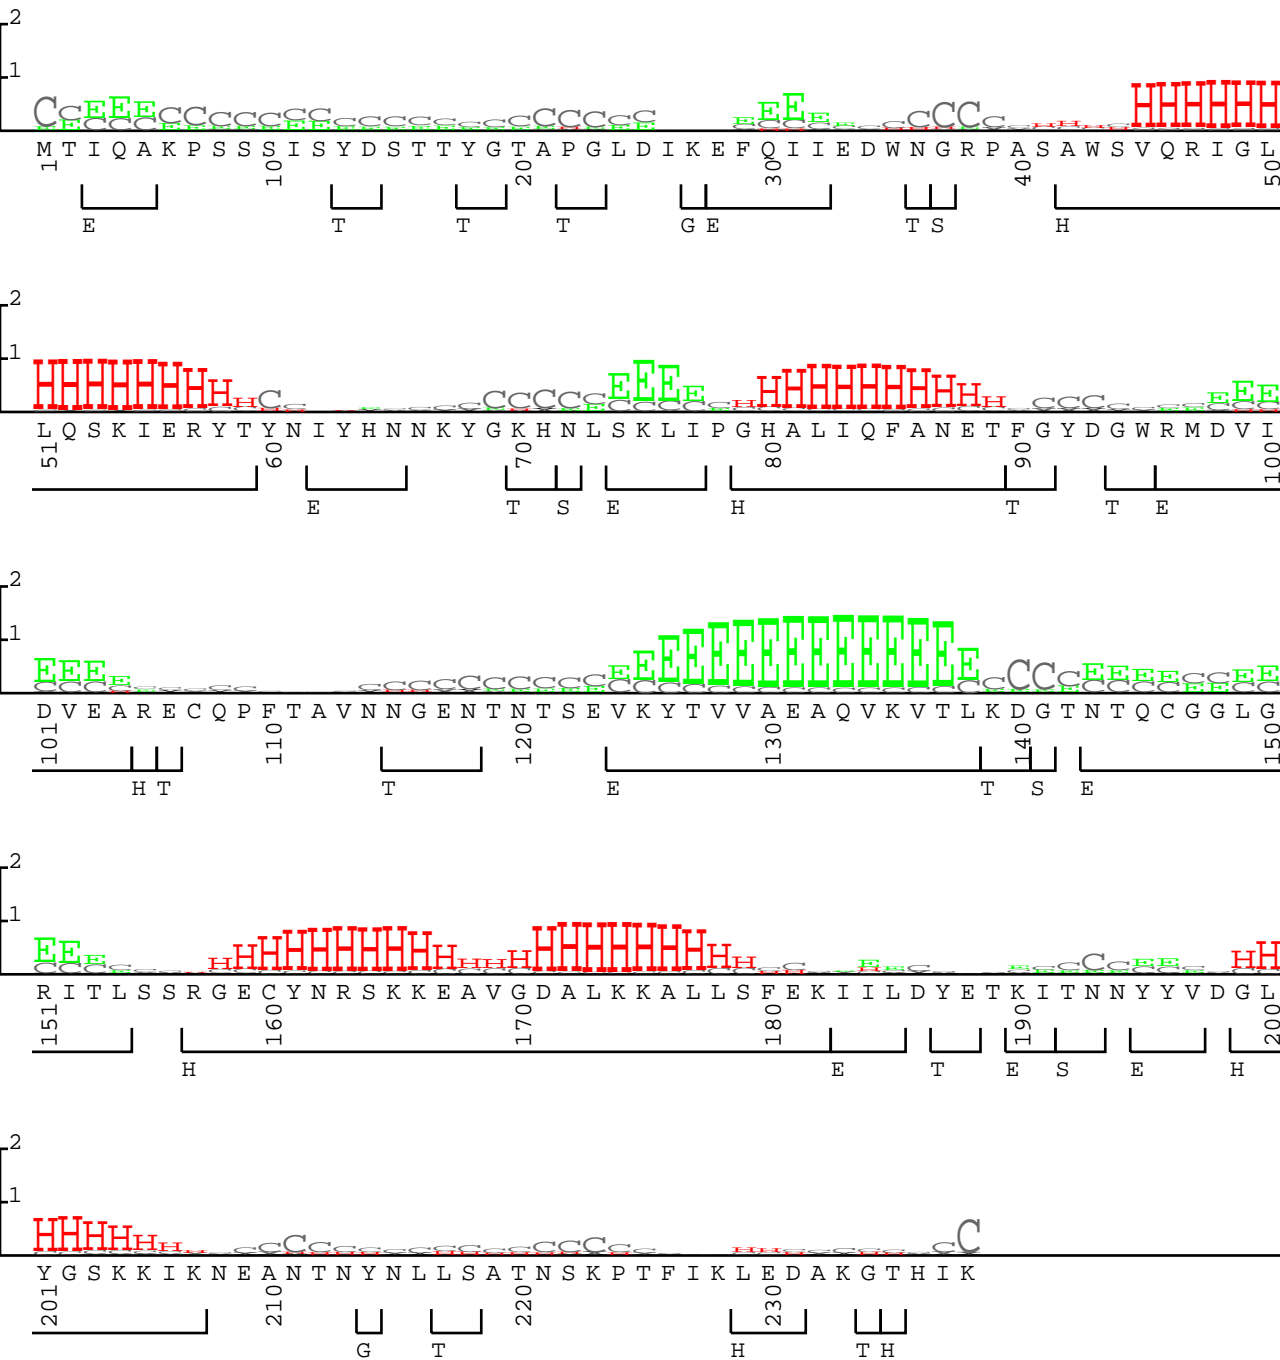 2
1
C C E E E C C C C C C C E E E C C C H H H H H H
M T I Q A K P S S S I S Y D S T T Y G T A P G L D I K E F Q I I E D W N G R P A S A W S V Q R I G L
1 10 20 30 40 50
E T T T G E T S H
2
1
H H H H H H H H H C C C C C C E E E E H H H H H H H H H H C C C E E E
L Q S K I E R Y T Y N I Y H N N K Y G K H N L S K L I P G H A L I Q F A N E T F G Y D G W R M D V I
51 60 70 80 90 100
E T S E H T T E
2
1
E E E E C C C C C C E E E E E E E E E E E E E E E C C C E E E E C E E
D V E A R E C Q P F T A V N N G E N T N T S E V K Y T V V A E A Q V K V T L K D G T N T Q C G G L G
101 110 120 130 140 150
H T T E T S E
2
1
E E E H H H H H H H H H H H H H H H H H H H H H H C C E E H H
R I T L S S R G E C Y N R S K K E A V G D A L K K A L L S F E K I I L D Y E T K I T N N Y Y V D G L
151 160 170 180 190 200
H E T E S E H
2
1
H H H H H H C C C C C C C C C C C C C C C
Y G S K K I K N E A N T N Y N L L S A T N S K P T F I K L E D A K G T H I K
201 210 220 230
G T H T H